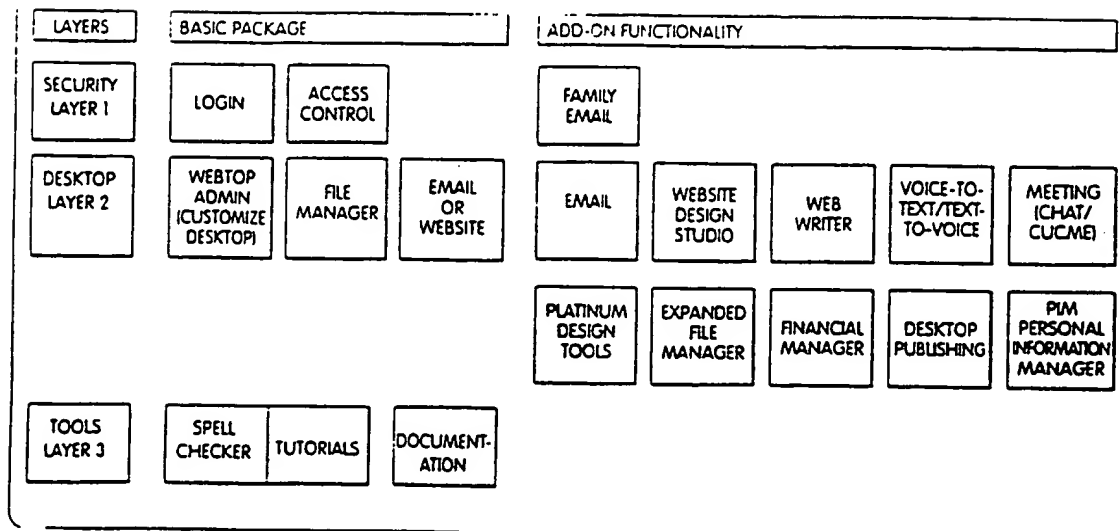 LAYERS
BASIC PACKAGE
ADD-ON FUNCTIONALITY
SECURITY
LAYER 1
LOGIN
ACCESS
CONTROL
FAMILY
EMAIL
DESKTOP
LAYER 2
WEBTOP
ADMIN
(CUSTOMIZE
DESKTOP)
FILE
MANAGER
EMAIL
OR
WEBSITE
EMAIL
WEBSITE
DESIGN
STUDIO
WEB
WRITER
VOICE-TO-
TEXT/TEXT-
TO-VOICE
MEETING
(CHAT/
CUCME)
PLATINUM
DESIGN
TOOLS
EXPANDED
FILE
MANAGER
FINANCIAL
MANAGER
DESKTOP
PUBLISHING
PIM
PERSONAL
INFORMATION
MANAGER
TOOLS
LAYER 3
SPELL
CHECKER
TUTORIALS
DOCUMENT-
ATION